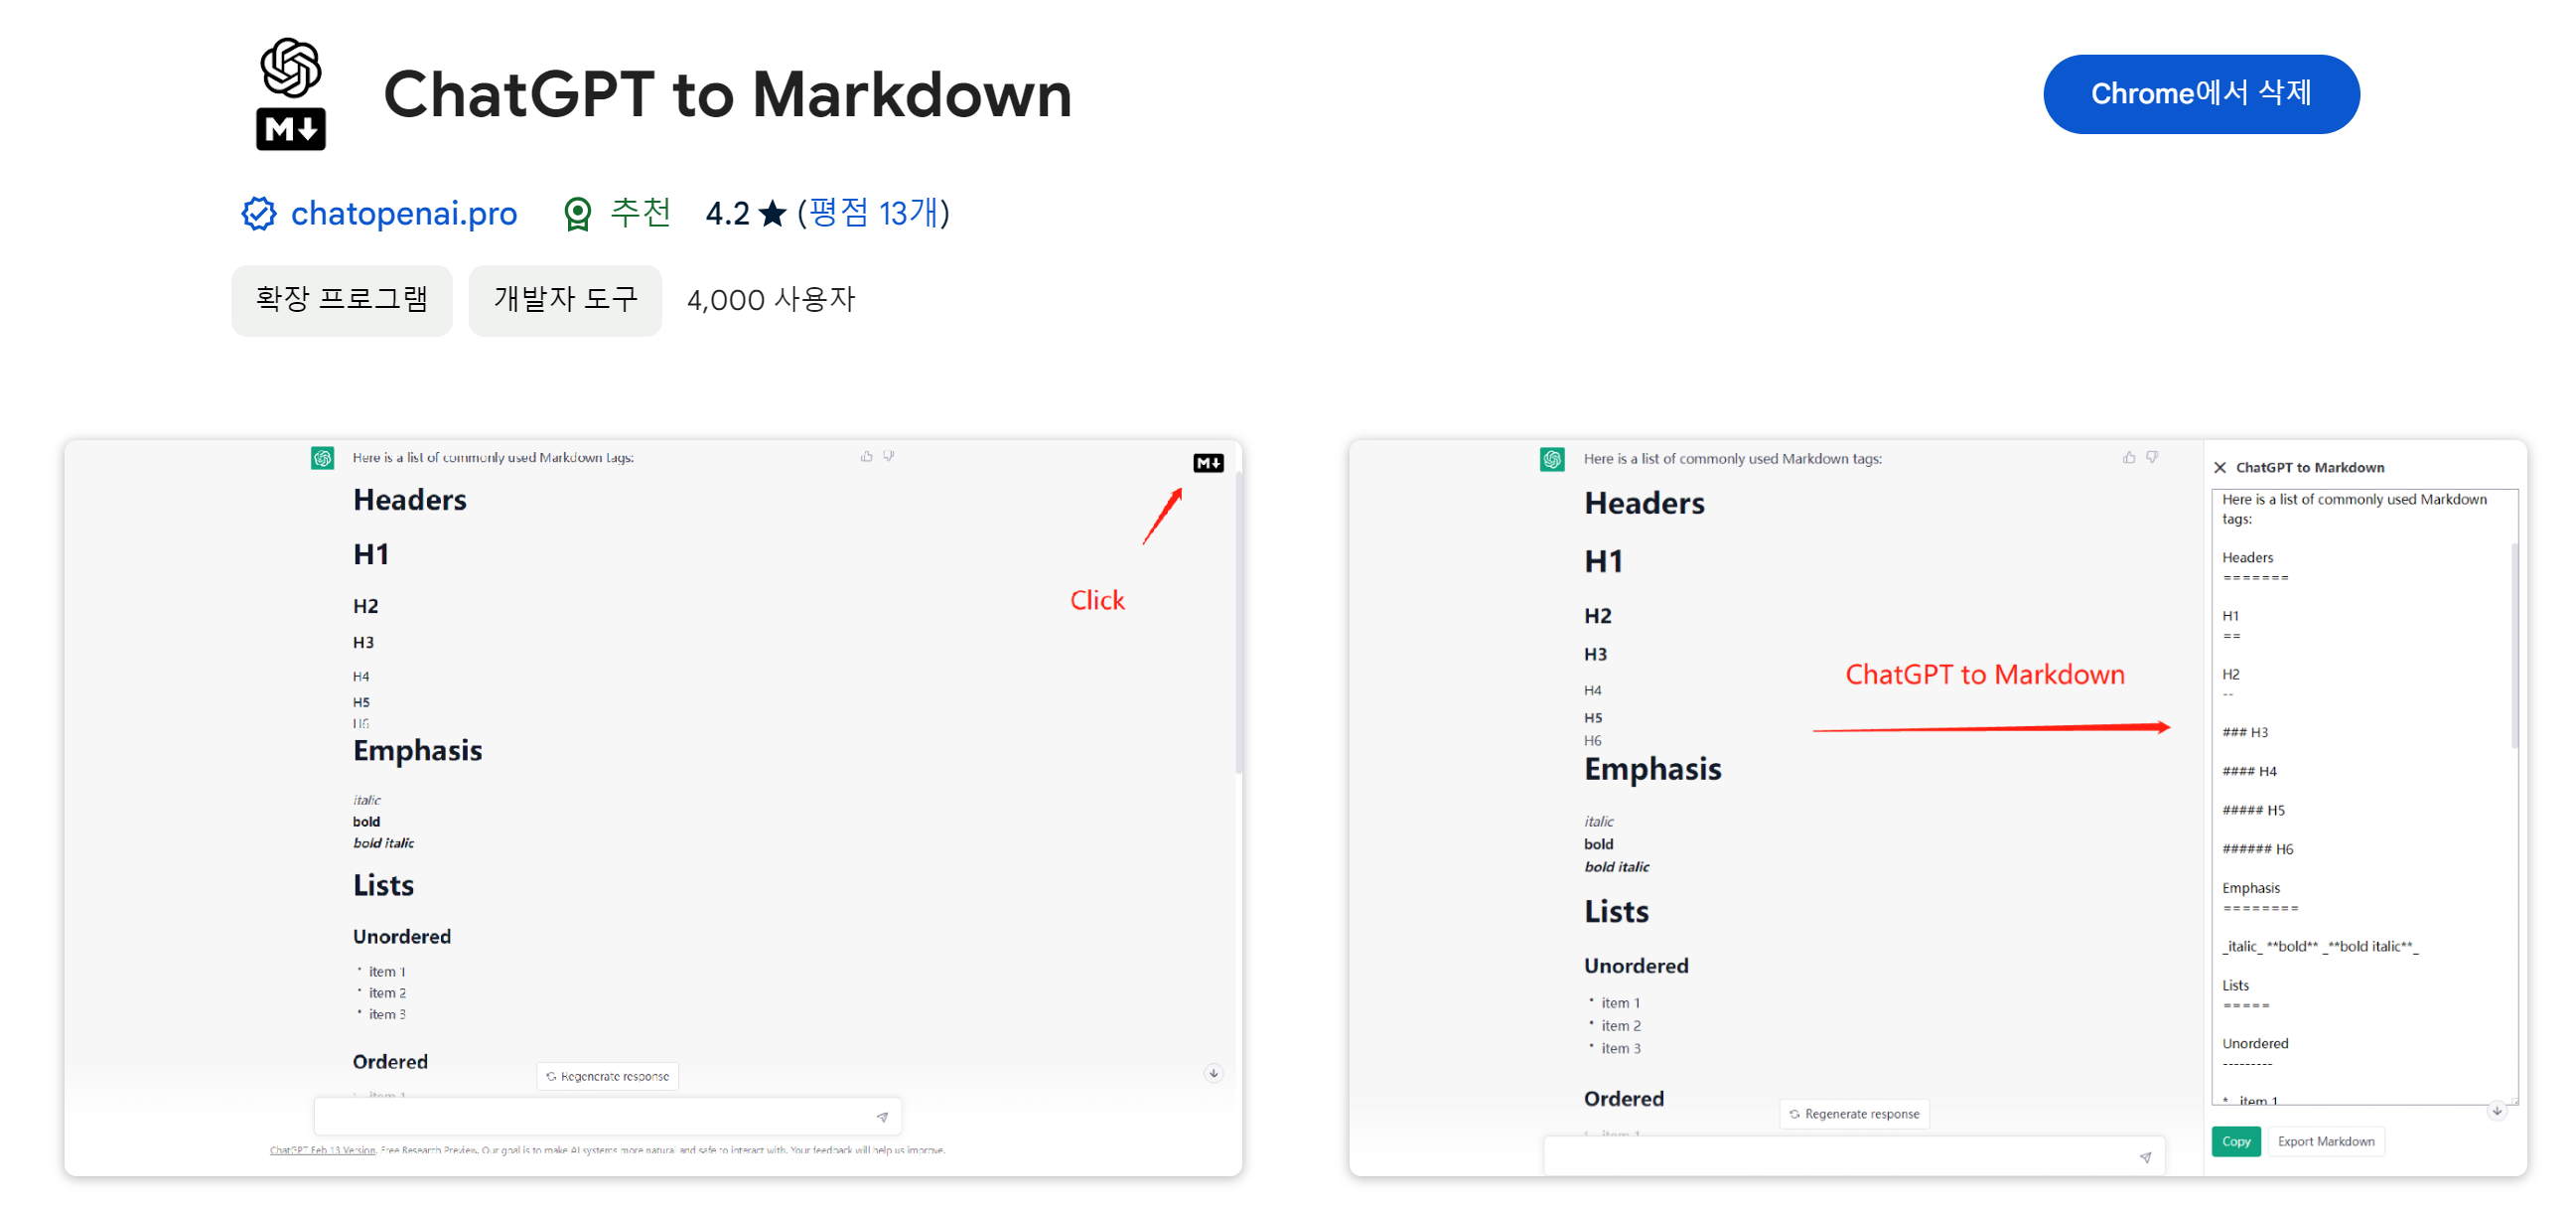 M↓
ChatGPT to Markdown
Chrome에서 삭제
chatopenai.pro 추천 4.2 ★ (평점 13개)
확장 프로그램 개발자 도구 4,000 사용자
Here is a list of commonly used Markdown tags:
M↓
Headers
H1
Click
H2
H3
H4
H5
H6
Emphasis
italic
bold
bold italic
Lists
Unordered
• item 1
• item 2
• item 3
Ordered
item 1
Regenerate response
ChatGPT Feb 13 Version. Free Research Preview. Our goal is to make AI systems more natural and safe to interact with. Your feedback will help us improve.
Here is a list of commonly used Markdown tags:
Headers
H1
H2
H3
H4
H5
H6
Emphasis
italic
bold
bold italic
Lists
Unordered
• item 1
• item 2
• item 3
Ordered
item 1
Regenerate response
ChatGPT to Markdown
✕ ChatGPT to Markdown
Here is a list of commonly used Markdown
tags:
Headers
=======
H1
==
H2
--
### H3
#### H4
##### H5
###### H6
Emphasis
========
_italic_ **bold** _**bold italic**_
Lists
=====
Unordered
---------
* item 1
Copy Export Markdown